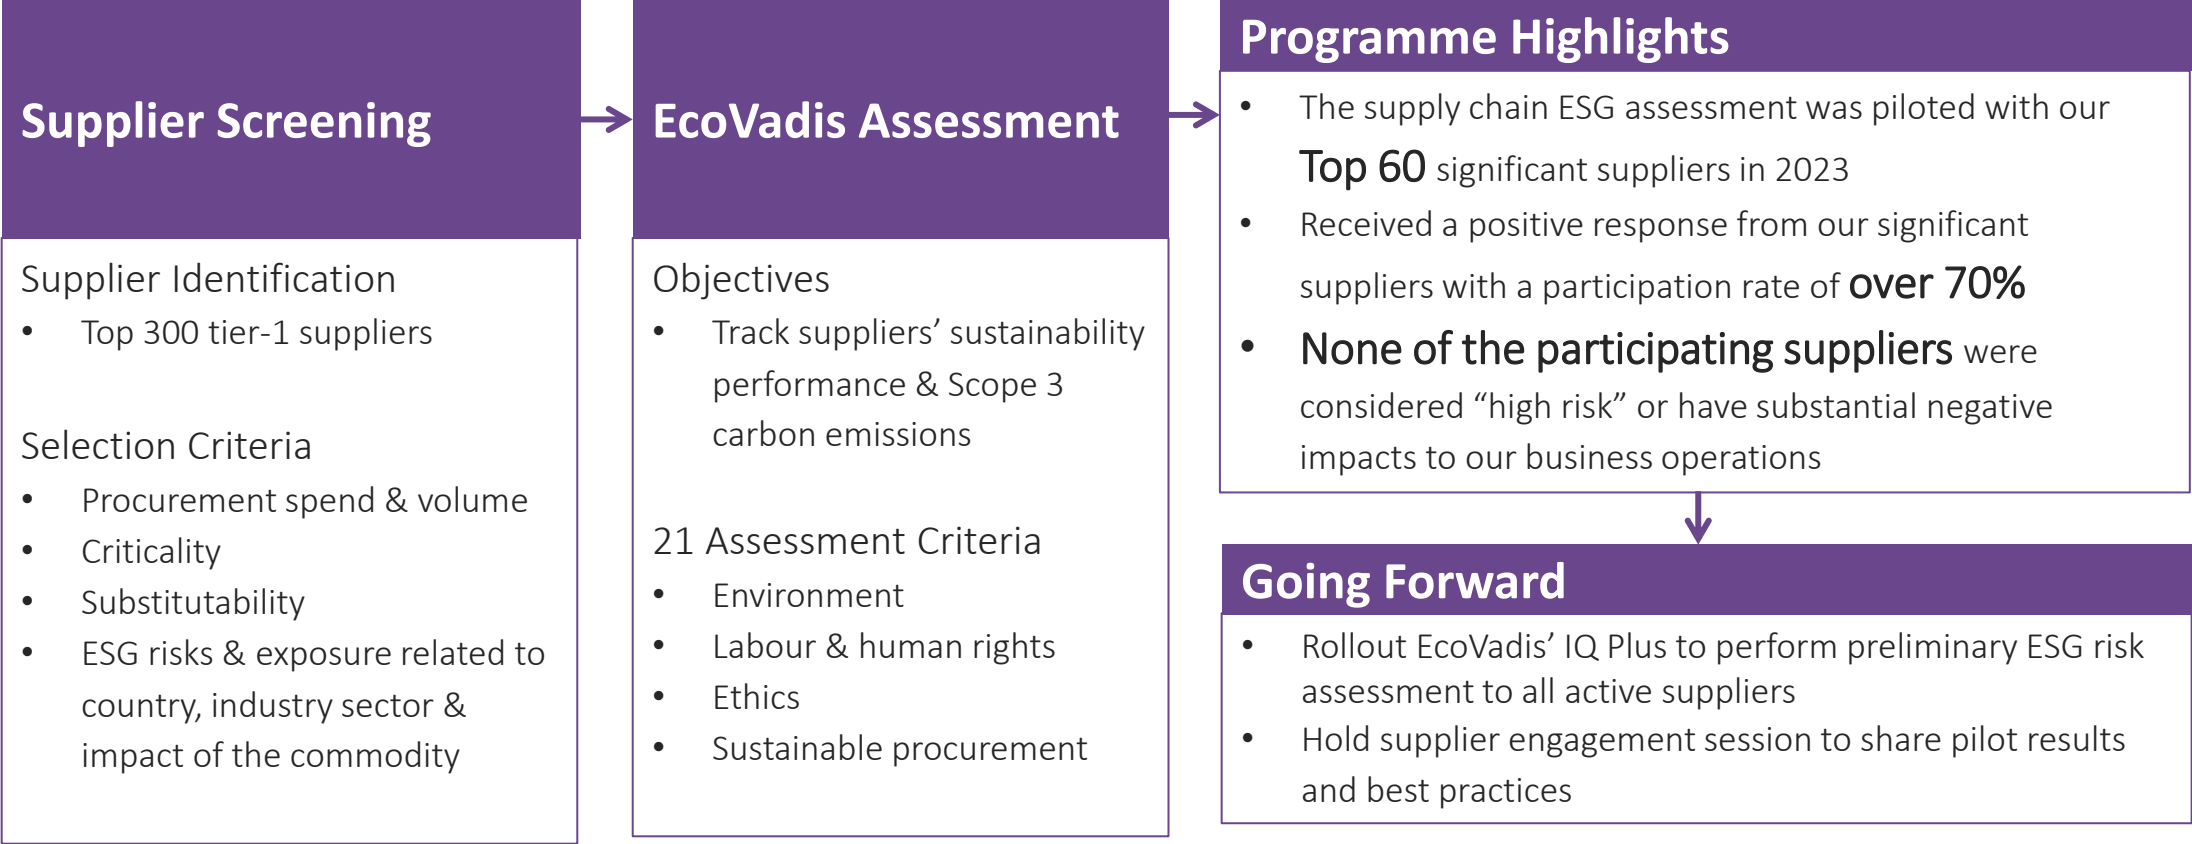 Supplier Screening
Supplier Identification
• Top 300 tier-1 suppliers
Selection Criteria
• Procurement spend & volume
• Criticality
• Substitutability
• ESG risks & exposure related to
country, industry sector &
impact of the commodity
EcoVadis Assessment
Objectives
• Track suppliers’ sustainability
performance & Scope 3
carbon emissions
21 Assessment Criteria
• Environment
• Labour & human rights
• Ethics
• Sustainable procurement
Programme Highlights
• The supply chain ESG assessment was piloted with our
Top 60 significant suppliers in 2023
• Received a positive response from our significant
suppliers with a participation rate of over 70%
• None of the participating suppliers were
considered “high risk” or have substantial negative
impacts to our business operations
Going Forward
• Rollout EcoVadis’ IQ Plus to perform preliminary ESG risk
assessment to all active suppliers
• Hold supplier engagement session to share pilot results
and best practices